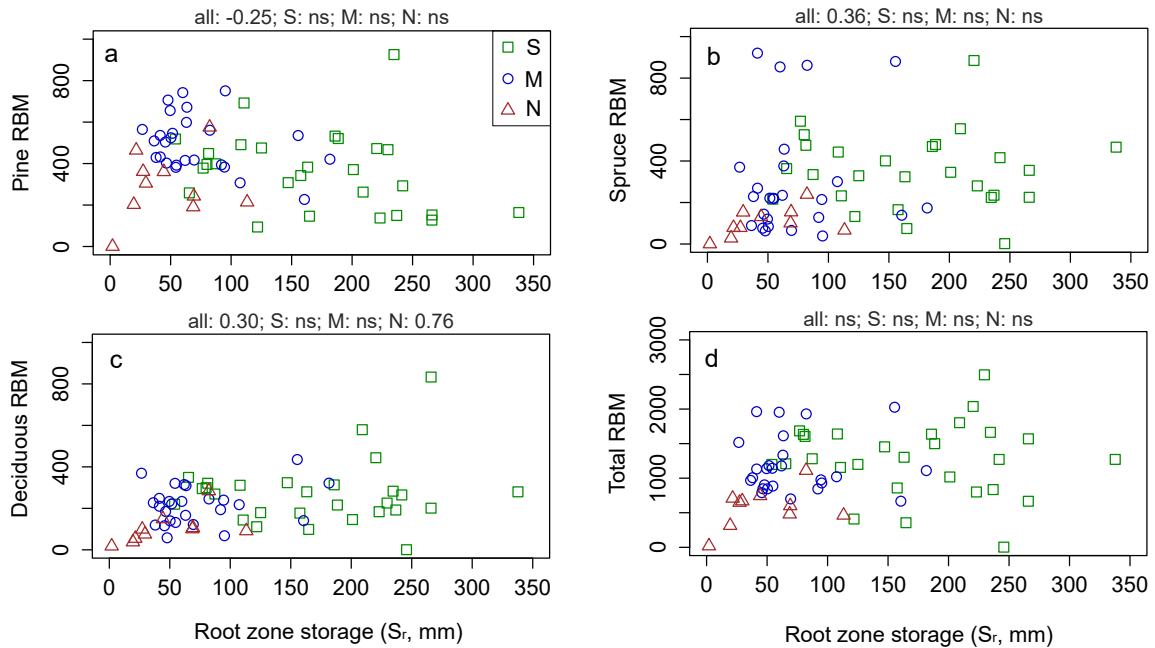 all: -0.25; S: ns; M: ns; N: ns
a
S
M
N
Pine RBM
0
400
800
0 50 100 150 200 250 300 350
all: 0.36; S: ns; M: ns; N: ns
b
Spruce RBM
0
400
800
0 50 100 150 200 250 300 350
all: 0.30; S: ns; M: ns; N: 0.76
c
Deciduous RBM
0
400
800
0 50 100 150 200 250 300 350
Root zone storage (Sr, mm)
all: ns; S: ns; M: ns; N: ns
d
Total RBM
0
1000
2000
3000
0 50 100 150 200 250 300 350
Root zone storage (Sr, mm)